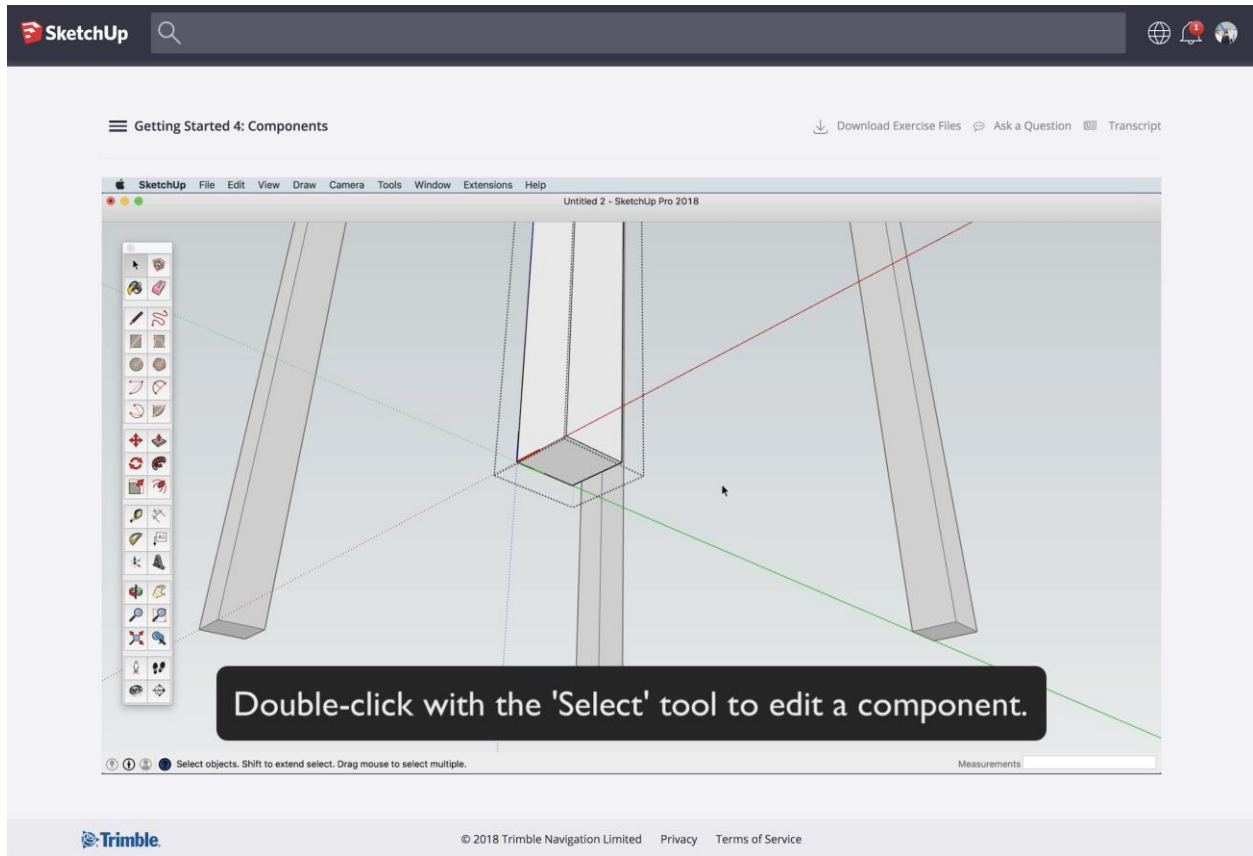 SketchUp
1
Getting Started 4: Components
Download Exercise Files Ask a Question Transcript
SketchUp File Edit View Draw Camera Tools Window Extensions Help
Untitled 2 - SketchUp Pro 2018
A1
Double-click with the 'Select' tool to edit a component.
Select objects. Shift to extend select. Drag mouse to select multiple.
Measurements
Trimble.
© 2018 Trimble Navigation Limited Privacy Terms of Service